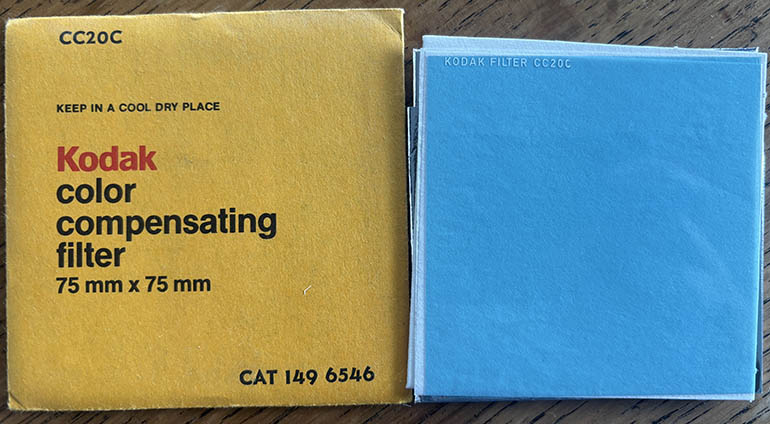 CC20C
KEEP IN A COOL DRY PLACE
Kodak
color
compensating
filter
75 mm x 75 mm
CAT 149 6546
KODAK FILTER CC20C